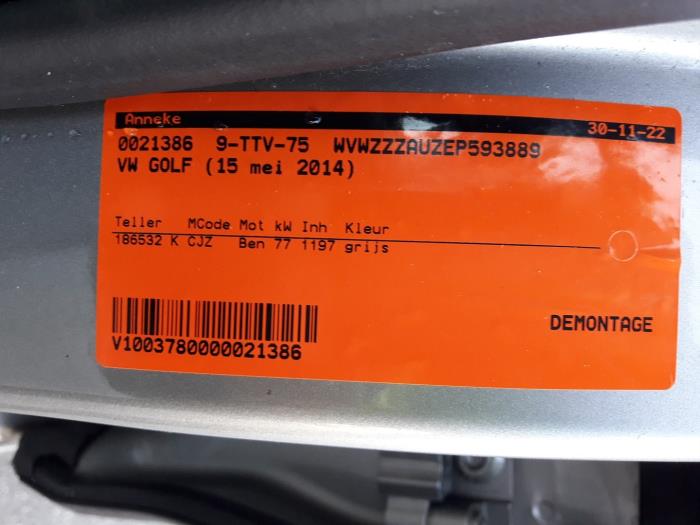 Anneke 30-11-22
0021386 9-TTV-75 WVWZZZAUZEP593889
VW GOLF (15 mei 2014)
Teller MCode Mot kW Inh Kleur
186532 K CJZ Ben 77 1197 grijs
DEMONTAGE
V1003780000021386